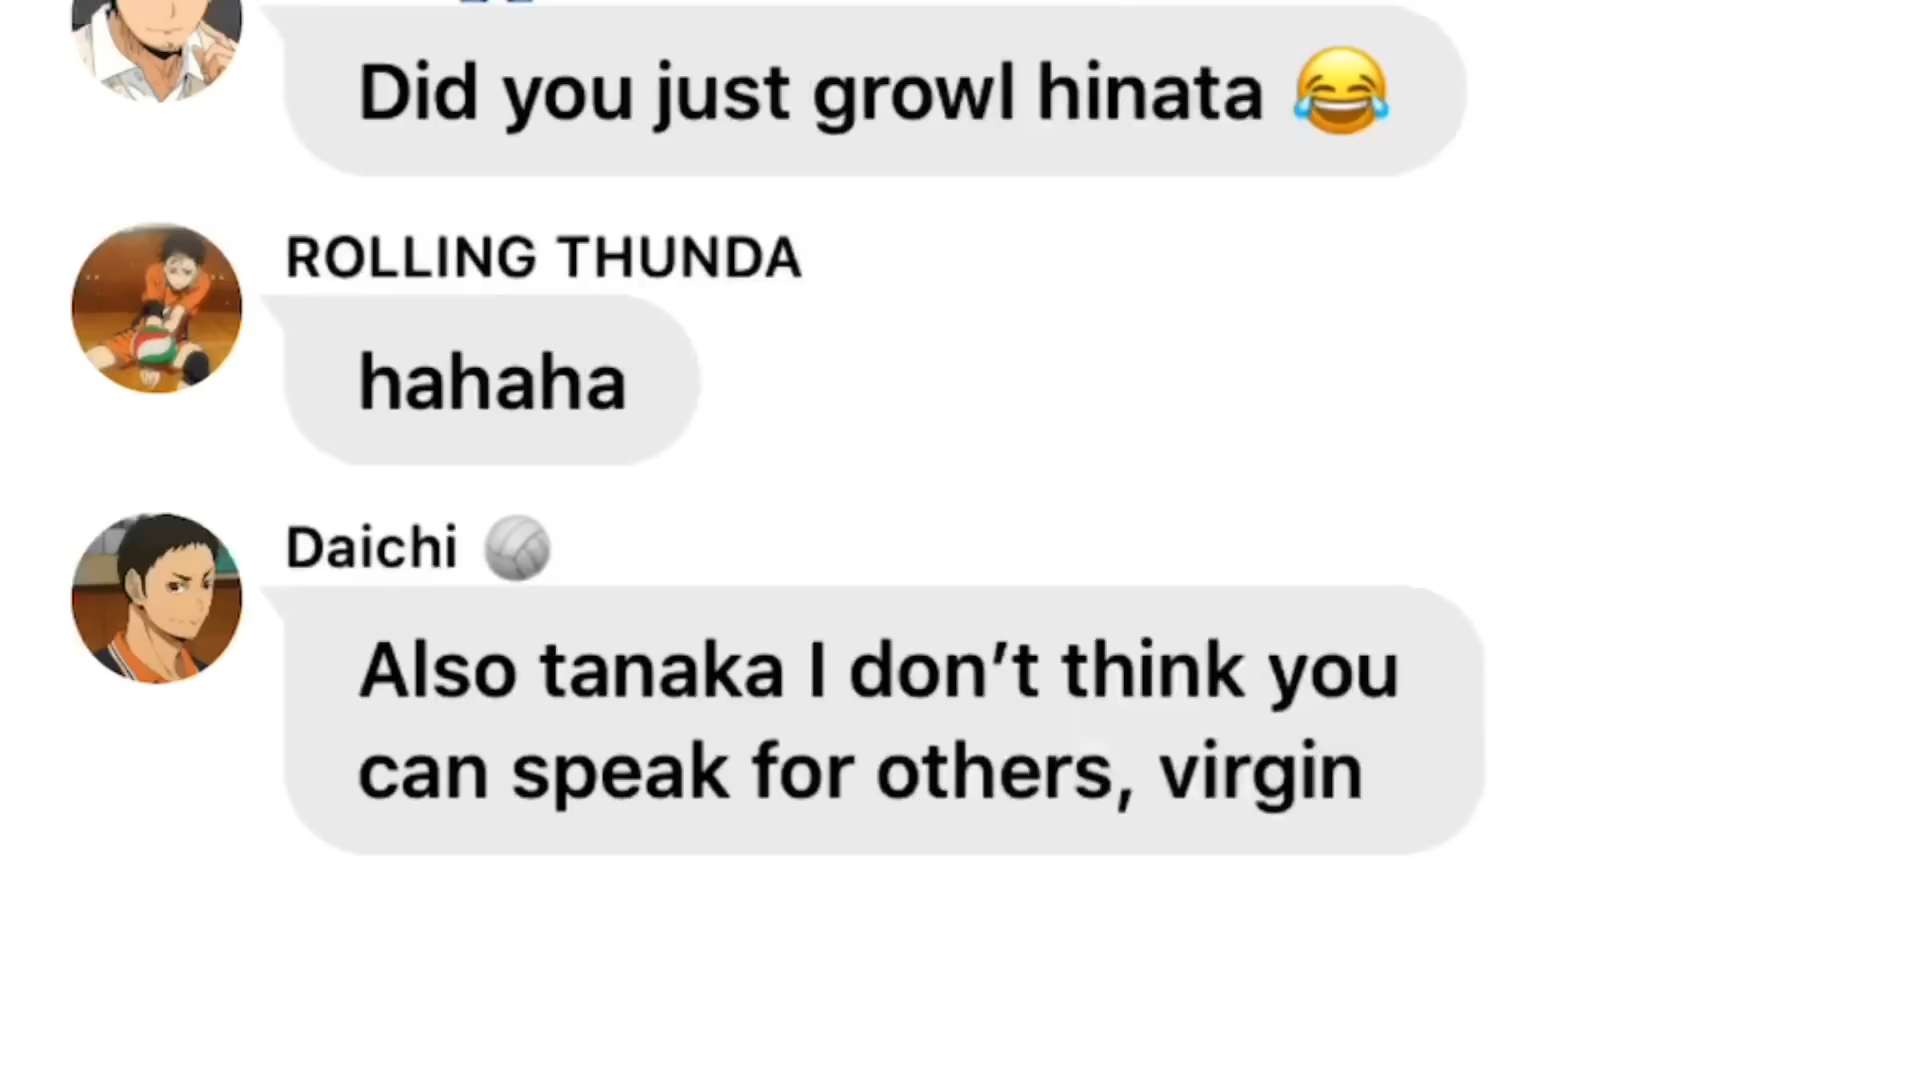 Did you just growl hinata 😂
ROLLING THUNDA
hahaha
Daichi 🏐
Also tanaka I don’t think you
can speak for others, virgin